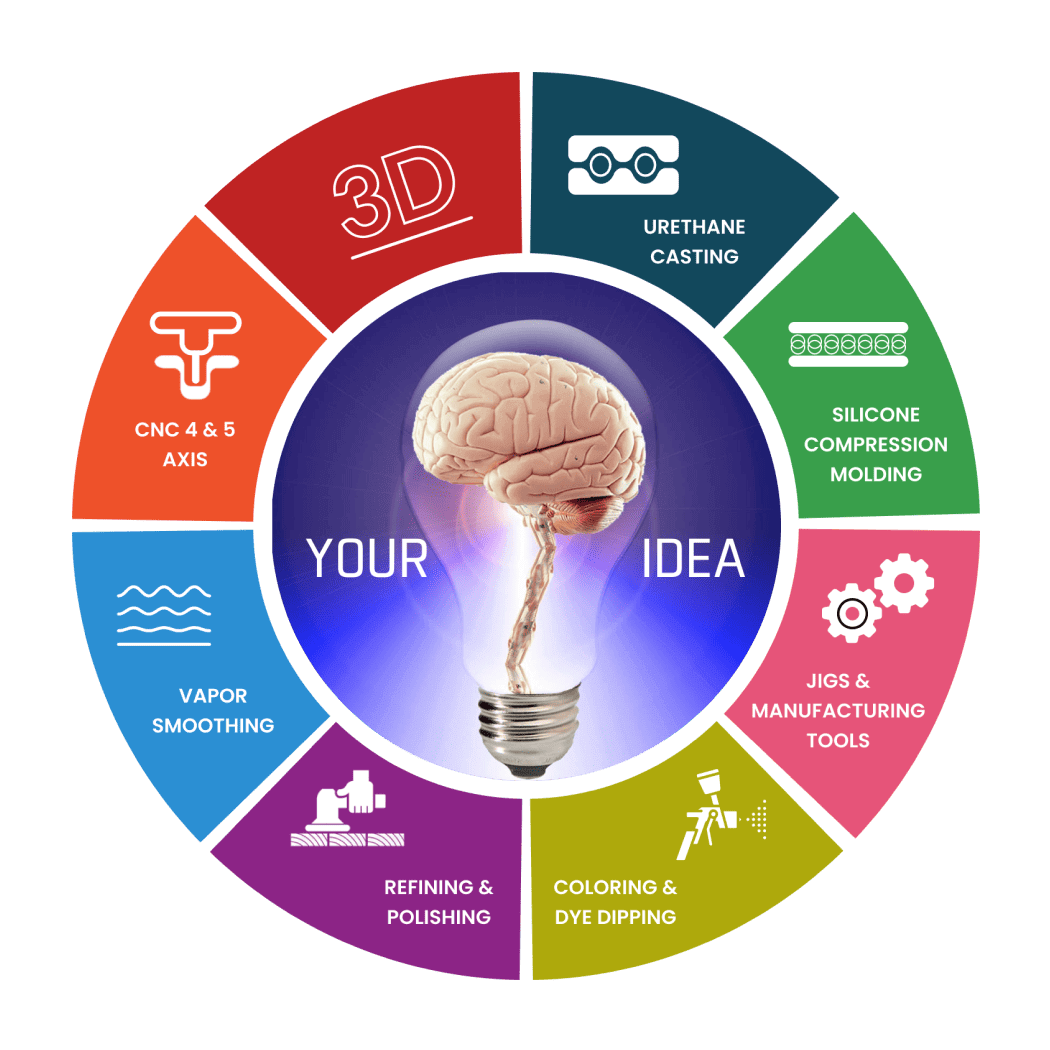 3D
URETHANE
CASTING
SILICONE
COMPRESSION
MOLDING
JIGS &
MANUFACTURING
TOOLS
COLORING &
DYE DIPPING
REFINING &
POLISHING
VAPOR
SMOOTHING
CNC 4 & 5
AXIS
YOUR IDEA